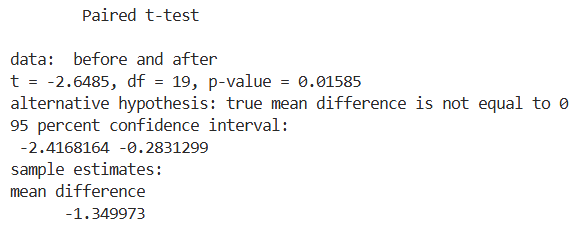 Paired t-test
data:  before and after
t = -2.6485, df = 19, p-value = 0.01585
alternative hypothesis: true mean difference is not equal to 0
95 percent confidence interval:
 -2.4168164 -0.2831299
sample estimates:
mean difference
      -1.349973